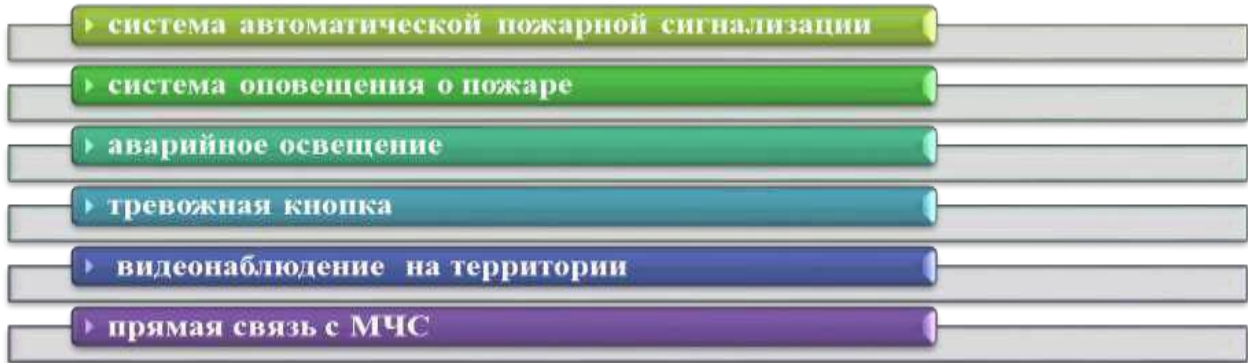 система автоматической пожарной сигнализации
система оповещения о пожаре
аварийное освещение
тревожная кнопка
видеонаблюдение на территории
прямая связь с МЧС